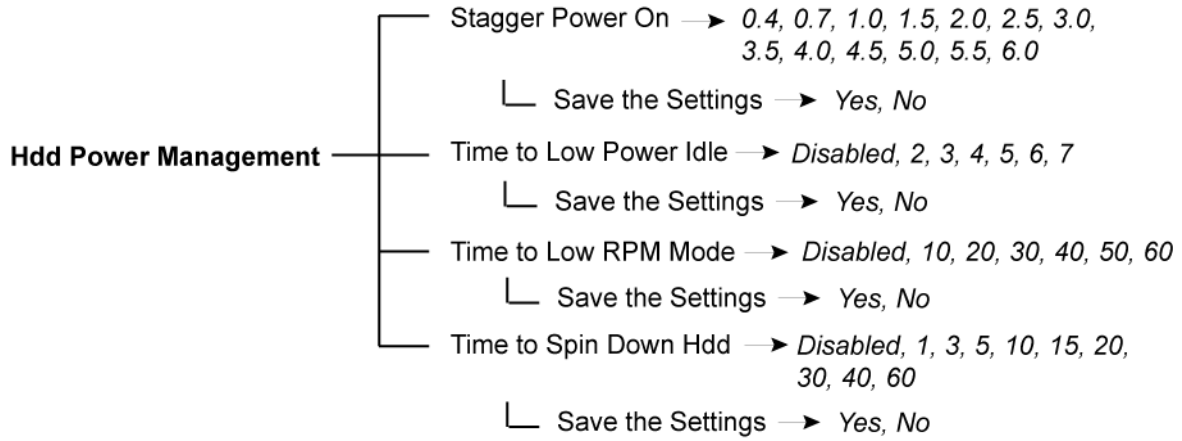 Stagger Power On 0.4, 0.7, 1.0, 1.5, 2.0, 2.5, 3.0,
3.5, 4.0, 4.5, 5.0, 5.5, 6.0
Save the Settings Yes, No
Hdd Power Management Time to Low Power Idle Disabled, 2, 3, 4, 5, 6, 7
Save the Settings Yes, No
Time to Low RPM Mode Disabled, 10, 20, 30, 40, 50, 60
Save the Settings Yes, No
Time to Spin Down Hdd Disabled, 1, 3, 5, 10, 15, 20,
30, 40, 60
Save the Settings Yes, No